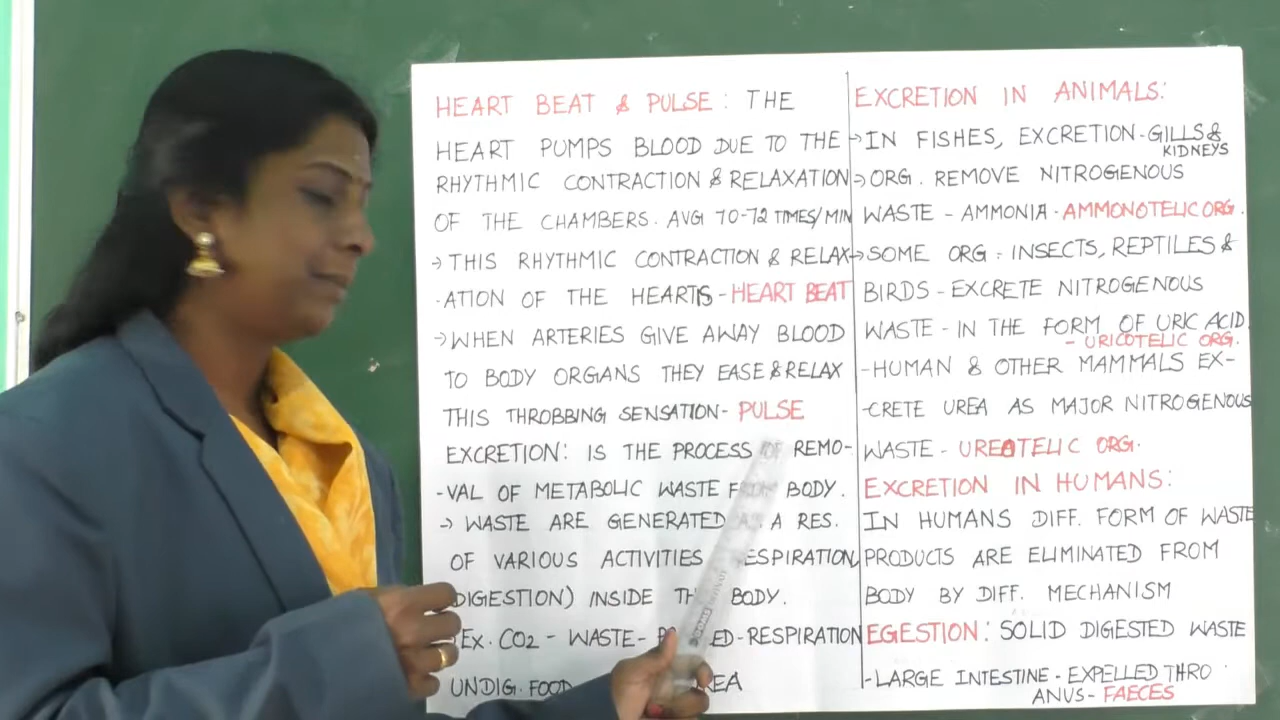 HEART BEAT & PULSE: THE
HEART PUMPS BLOOD DUE TO THE
RHYTHMIC CONTRACTION & RELAXATION
OF THE CHAMBERS. AVG 70-72 TIMES/MIN
→ THIS RHYTHMIC CONTRACTION & RELAX
-ATION OF THE HEART IS - HEART BEAT
→ WHEN ARTERIES GIVE AWAY BLOOD
TO BODY ORGANS THEY EASE & RELAX
THIS THROBBING SENSATION - PULSE
EXCRETION: IS THE PROCESS OF REMO-
-VAL OF METABOLIC WASTE FROM BODY.
→ WASTE ARE GENERATED A RES.
OF VARIOUS ACTIVITIES RESPIRATION,
DIGESTION) INSIDE BODY.
EX. CO2 - WASTE - - RESPIRATION
UNDIG. FOOD
EXCRETION IN ANIMALS:
→ IN FISHES, EXCRETION - GILLS &
KIDNEYS
→ ORG. REMOVE NITROGENOUS
WASTE - AMMONIA - AMMONOTELIC ORG.
→ SOME ORG - INSECTS, REPTILES &
BIRDS - EXCRETE NITROGENOUS
WASTE - IN THE FORM OF URIC ACID
- URICOTELIC ORG.
- HUMAN & OTHER MAMMALS EX-
-CRETE UREA AS MAJOR NITROGENOUS
WASTE - UREOTELIC ORG.
EXCRETION IN HUMANS:
IN HUMANS DIFF. FORM OF WASTE
PRODUCTS ARE ELIMINATED FROM
BODY BY DIFF. MECHANISM
EGESTION: SOLID DIGESTED WASTE
- LARGE INTESTINE - EXPELLED THRO
ANUS - FAECES